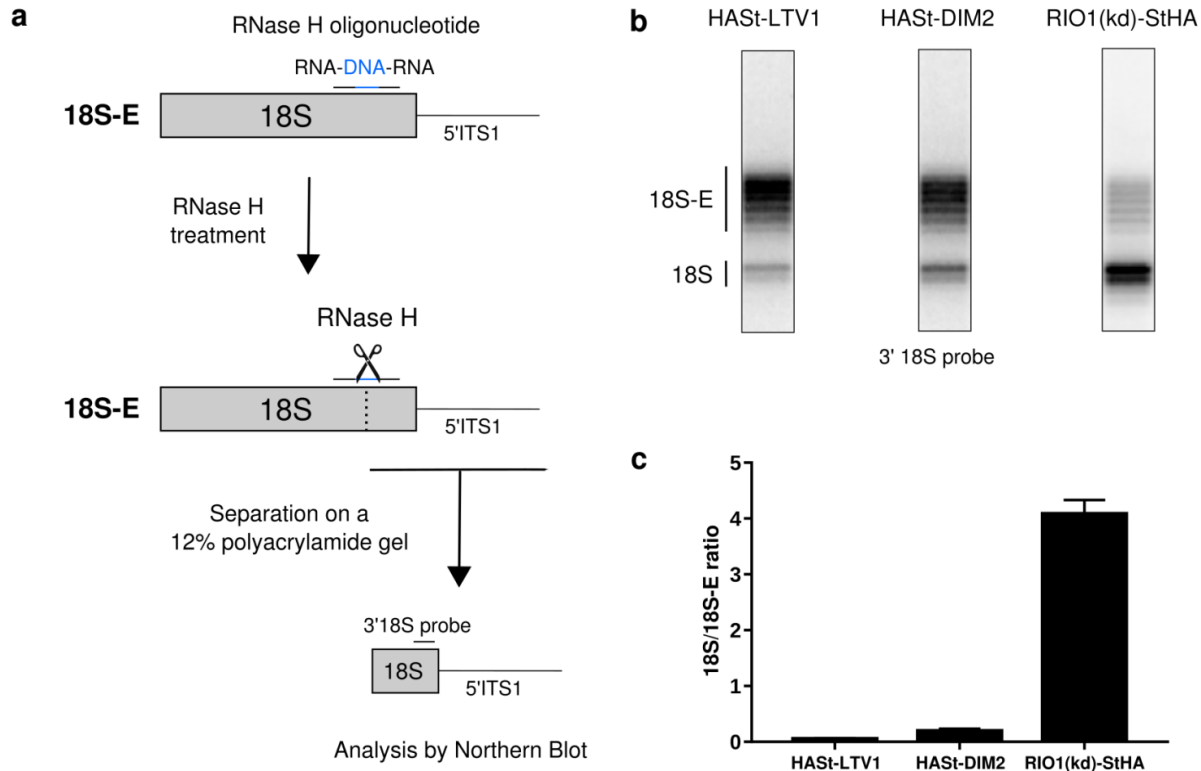 a
RNase H oligonucleotide
RNA-DNA-RNA
18S-E
18S
5'ITS1
RNase H
treatment
RNase H
18S-E
18S
5'ITS1
Separation on a
12% polyacrylamide gel
3'18S probe
18S
5'ITS1
Analysis by Northern Blot
b
HASt-LTV1 HASt-DIM2 RIO1(kd)-StHA
18S-E
18S
3' 18S probe
c
18S/18S-E ratio
5
4
3
2
1
0
HASt-LTV1 HASt-DIM2 RIO1(kd)-StHA